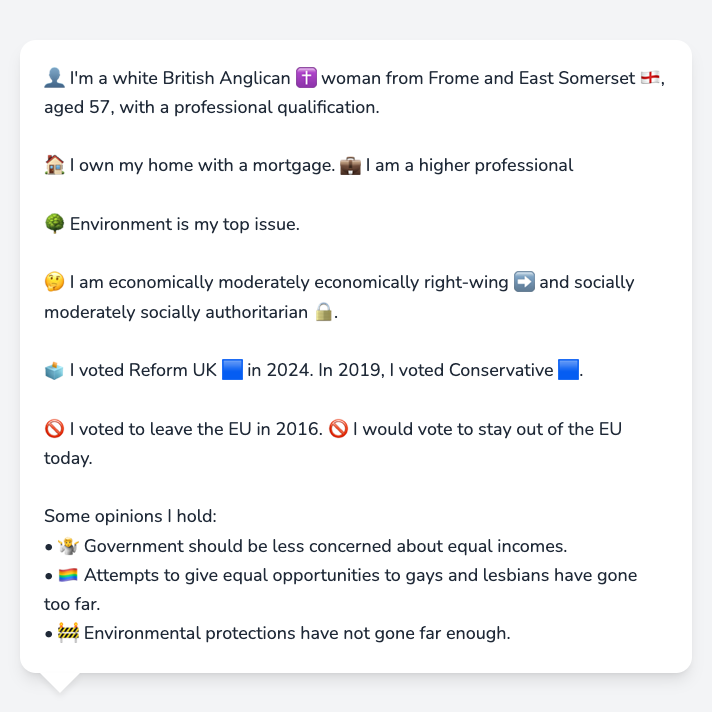 👤 I'm a white British Anglican ✝️ woman from Frome and East Somerset 🏴󠁧󠁢󠁥󠁮󠁧󠁿,
aged 57, with a professional qualification.
🏠 I own my home with a mortgage. 💼 I am a higher professional
🌳 Environment is my top issue.
🤔 I am economically moderately economically right-wing ➡️ and socially
moderately socially authoritarian 🔒.
🗳️ I voted Reform UK 🟦 in 2024. In 2019, I voted Conservative 🟦.
🚫 I voted to leave the EU in 2016. 🚫 I would vote to stay out of the EU
today.
Some opinions I hold:
• 🤷 Government should be less concerned about equal incomes.
• 🏳️‍🌈 Attempts to give equal opportunities to gays and lesbians have gone
too far.
• 🚧 Environmental protections have not gone far enough.